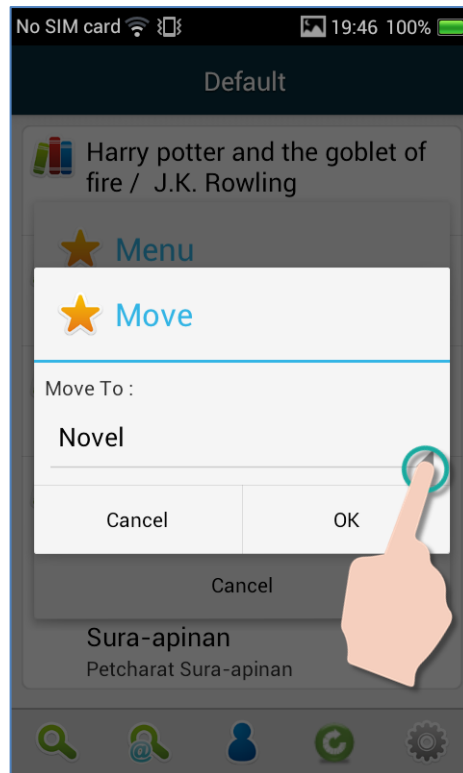 No SIM card 19:46 100%
Default
Harry potter and the goblet of
fire / J.K. Rowling
Menu
Move
Move To :
Novel
Cancel OK
Cancel
Sura-apinan
Petcharat Sura-apinan